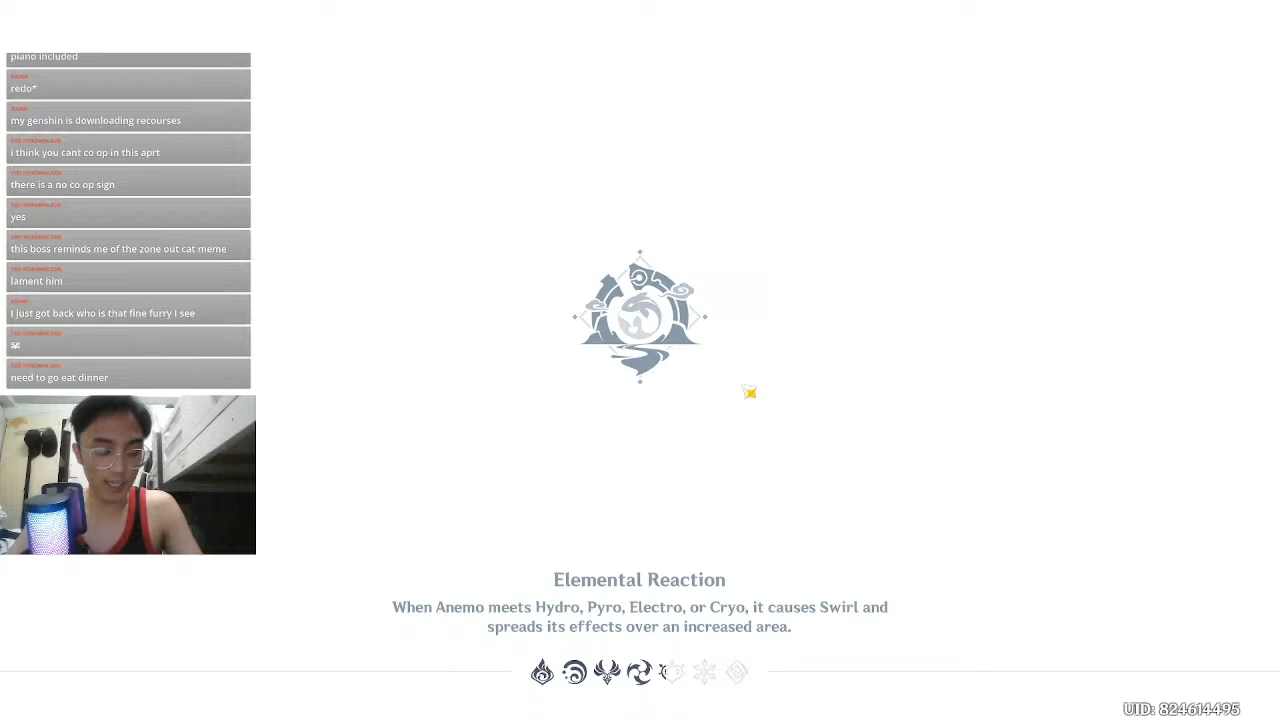 piano included
redo*
my genshin is downloading recourses
i think you cant co op in this aprt
there is a no co op sign
yes
this boss reminds me of the zone out cat meme
lament him
I just got back who is that fine furry I see
need to go eat dinner
Elemental Reaction
When Anemo meets Hydro, Pyro, Electro, or Cryo, it causes Swirl and
spreads its effects over an increased area.
UID: 824614495